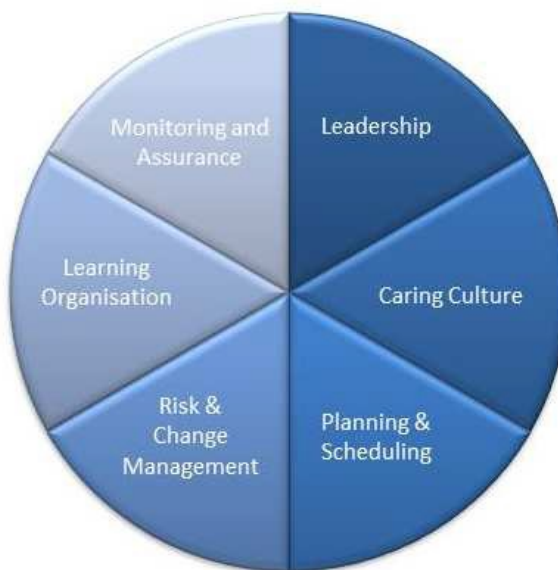 Leadership
Caring Culture
Planning &
Scheduling
Risk &
Change
Management
Learning
Organisation
Monitoring and
Assurance